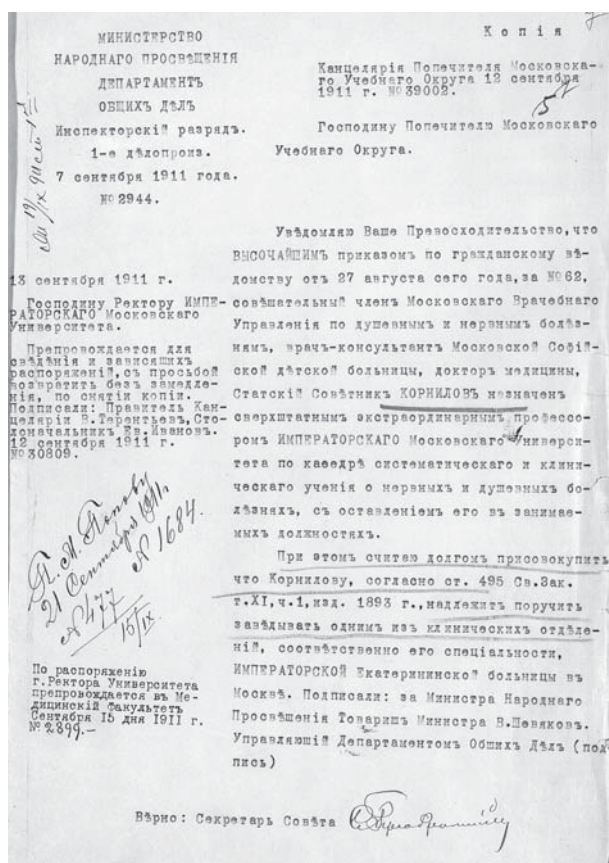 Копія
МИНИСТЕРСТВО
НАРОДНАГО ПРОСВѢЩЕНІЯ
ДЕПАРТАМЕНТЪ
ОБЩИХЪ ДѢЛЪ
Инспекторскій разрядъ.
1-е дѣлопроиз.
7 сентября 1911 года.
№ 2944.
Канцелярія Попечителя Московска-
го Учебнаго Округа 12 сентября
1911 г. №39002.
Господину Попечителю Московскаго
Учебнаго Округа.
13 сентября 1911 г.
Господину Ректору ИМПЕ-
РАТОРСКАГО Московскаго
Университета.
Препровождается для
свѣдѣнія и зависящихъ
распоряженій, съ просьбой
возвратить безъ замедле-
нія, по снятіи копіи.
Подписали: Правитель Кан-
целяріи В.Терентьевъ, Сто-
лоначальникъ Ев.Ивановъ.
12 сентября 1911 г.
№ 30809.
П. М. Попову
21 Сентября 1911 г.
№ 1684.
№ 477
15/IX
По распоряженію
г.Ректора Университета
препровождается въ Ме-
дицинскій Факультетъ
Сентября 15 дня 1911 г.
№ 2899.-
Увѣдомляю Ваше Превосходительство, что
ВЫСОЧАЙШИМЪ приказомъ по гражданскому вѣ-
домству отъ 27 августа сего года, за №62,
совѣщательный членъ Московскаго Врачебнаго
Управленія по душевнымъ и нервнымъ болѣз-
нямъ, врачъ-консультантъ Московской Софій-
ской дѣтской больницы, докторъ медицины,
Статскій Совѣтникъ КОРНИЛОВЪ назначенъ
сверхштатнымъ экстраординарнымъ профессо-
ромъ ИМПЕРАТОРСКАГО Московскаго Универси-
тета по каѳедрѣ систематическаго и клини-
ческаго ученія о нервныхъ и душевныхъ бо-
лѣзняхъ, съ оставленіемъ его въ занимае-
мыхъ должностяхъ.
При этомъ считаю долгомъ присовокупить
что Корнилову, согласно ст. 495 Св.Зак.
т.XI, ч.1, изд. 1893 г., надлежитъ поручить
завѣдывать однимъ изъ клиническихъ отдѣле-
ній, соотвѣтственно его спеціальности,
ИМПЕРАТОРСКОЙ Екатерининской больницы въ
Москвѣ. Подписали: за Министра Народнаго
Просвѣщенія Товарищъ Министра В.Шевяковъ.
Управляющій Департаментомъ Общихъ Дѣлъ (под
пись)
Вѣрно: Секретарь Совѣта